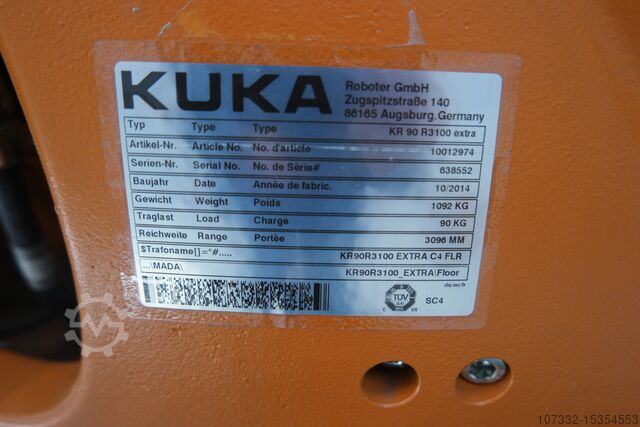 KUKA
Roboter GmbH
Zugspitzstraße 140
86165 Augsburg.Germany
Typ Type Type KR 90 R3100 extra
Artikel-Nr. Article No. No. d'article 10012974
Serien-Nr. Serial No. No. de Série# 638552
Baujahr Date Année de fabric. 10/2014
Gewicht Weight Poids 1092 KG
Traglast Load Charge 90 KG
Reichweite Range Portée 3096 MM
$Trafoname[]="#..... KR90R3100 EXTRA C4 FLR
...\MADA\ KR90R3100_EXTRA\Floor
de/en/fr
TÜV
C US
SC4
107332-15354553